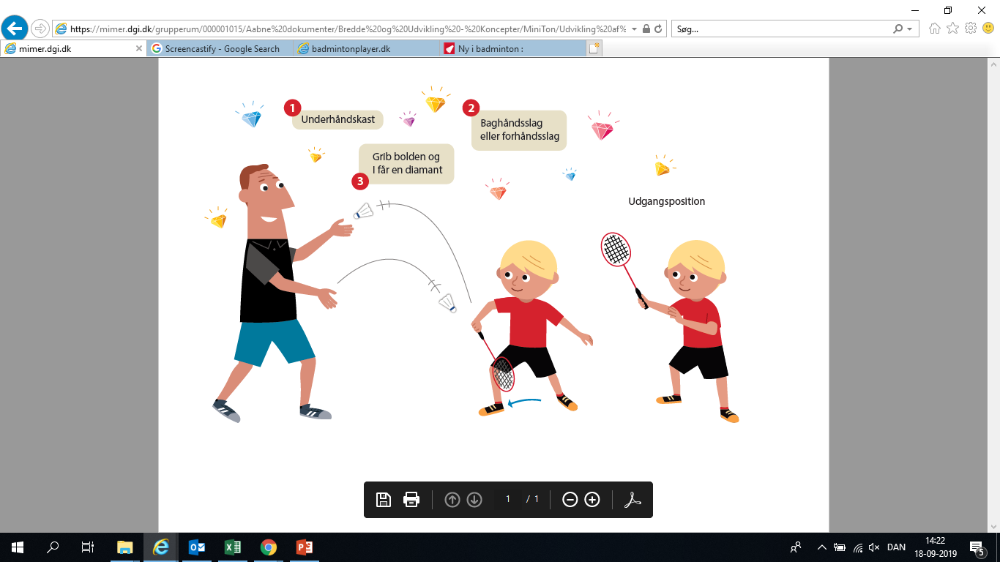 https://mimer.dgi.dk/grupperum/000001015/Aabne%20dokumenter/Bredde%20og%20Udvikling%20-%20Koncepter/MiniTon/Udvikling%20af%
Søg...
mimer.dgi.dk
Screencastify - Google Search
badmintonplayer.dk
Ny i badminton :
1
Underhåndskast
2
Baghåndsslag
eller forhåndsslag
3
Grib bolden og
I får en diamant
Udgangsposition
1 / 1
DAN
14:22
18-09-2019
5